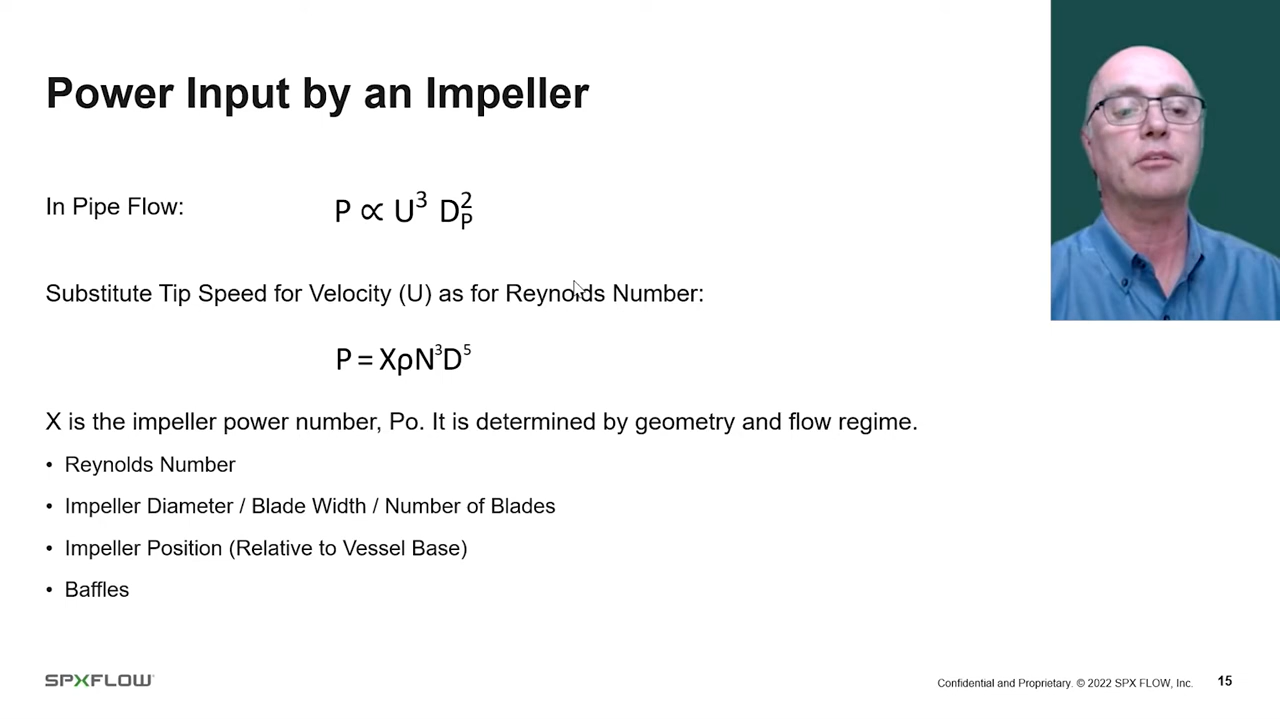 Power Input by an Impeller
In Pipe Flow:
P ∝ U³ D²ₚ
Substitute Tip Speed for Velocity (U) as for Reynolds Number:
P = XρN³D⁵
X is the impeller power number, Po. It is determined by geometry and flow regime.
• Reynolds Number
• Impeller Diameter / Blade Width / Number of Blades
• Impeller Position (Relative to Vessel Base)
• Baffles
SPXFLOW
Confidential and Proprietary. © 2022 SPX FLOW, Inc.
15